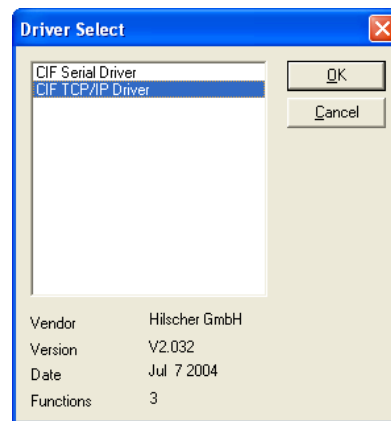 Driver Select
CIF Serial Driver
CIF TCP/IP Driver
OK
Cancel
Vendor Hilscher GmbH
Version V2.032
Date Jul 7 2004
Functions 3